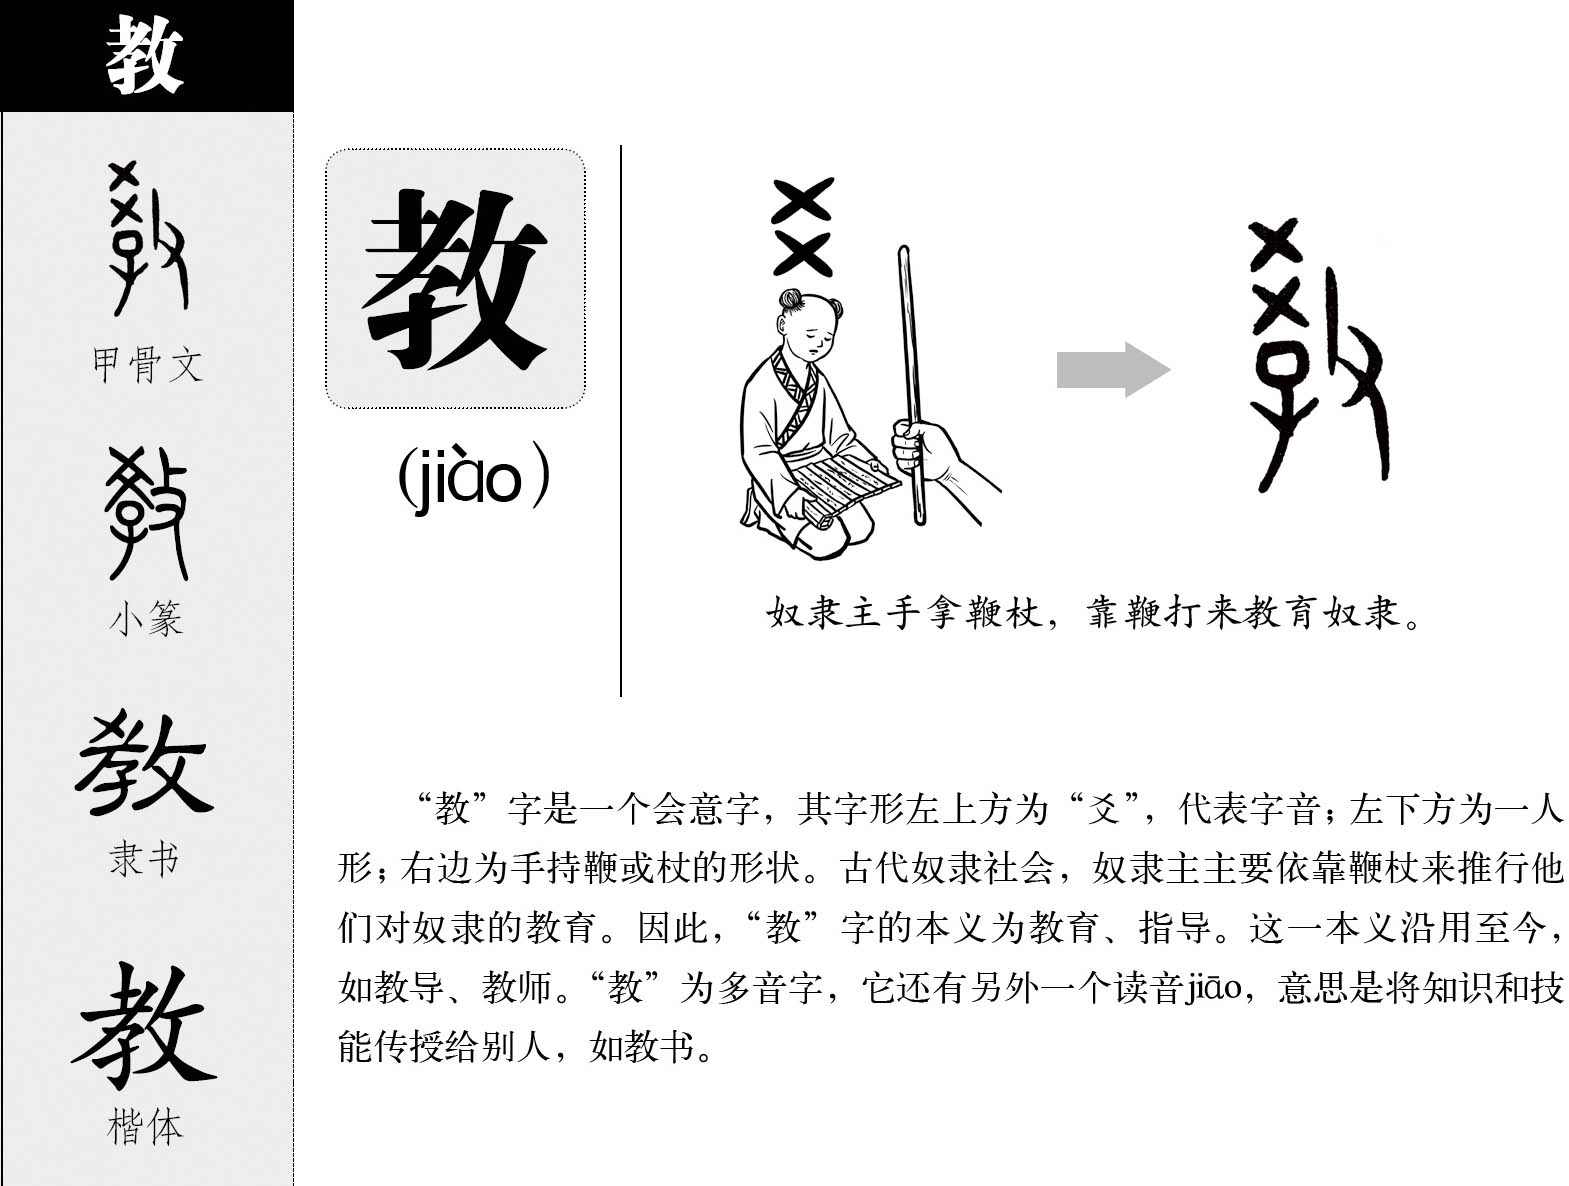 教
甲骨文
小篆
隶书
楷体
教
(jiào)
奴隶主手拿鞭杖，靠鞭打来教育奴隶。
“教”字是一个会意字，其字形左上方为“爻”，代表字音；左下方为一人
形；右边为手持鞭或杖的形状。古代奴隶社会，奴隶主主要依靠鞭杖来推行他
们对奴隶的教育。因此，“教”字的本义为教育、指导。这一本义沿用至今，
如教导、教师。“教”为多音字，它还有另外一个读音jiāo，意思是将知识和技
能传授给别人，如教书。